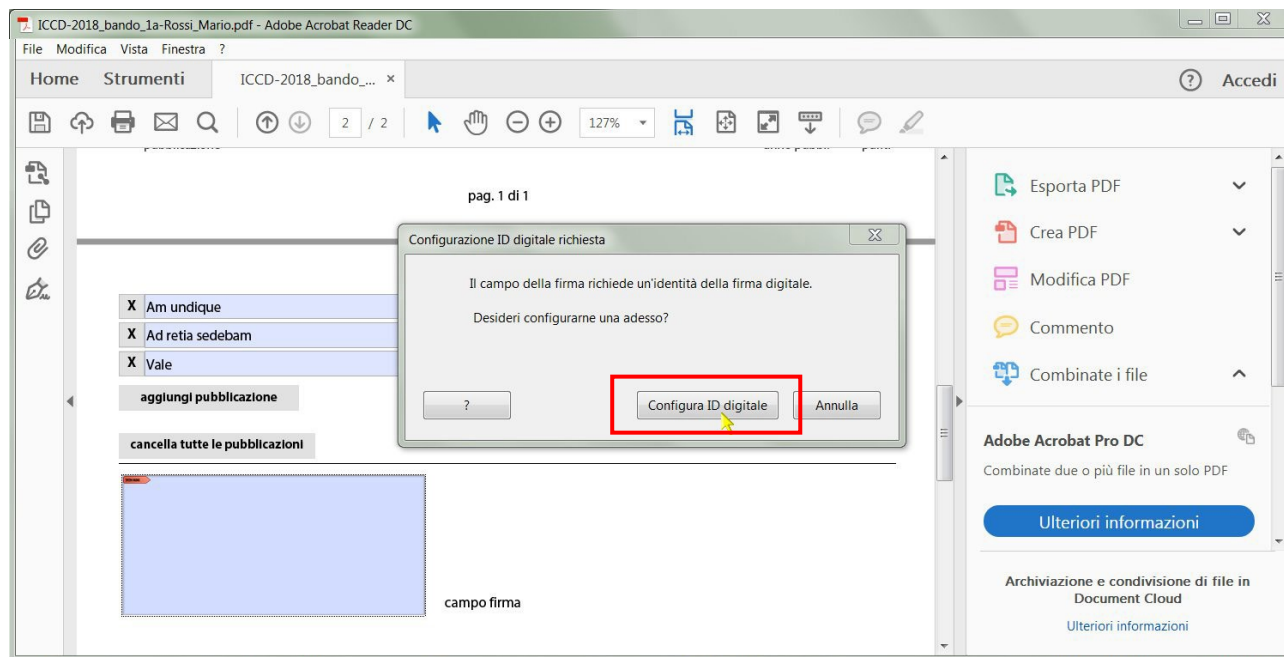 ICCD-2018_bando_1a-Rossi_Mario.pdf - Adobe Acrobat Reader DC
File Modifica Vista Finestra ?
Home Strumenti ICCD-2018_bando_... × ? Accedi
2 / 2 127%
pubblicazione
pag. 1 di 1
Configurazione ID digitale richiesta
Il campo della firma richiede un'identità della firma digitale.
Desideri configurarne una adesso?
? Configura ID digitale Annulla
X Am undique
X Ad retia sedebam
X Vale
aggiungi pubblicazione
cancella tutte le pubblicazioni
campo firma
Esporta PDF
Crea PDF
Modifica PDF
Commento
Combinate i file
Adobe Acrobat Pro DC
Combinate due o più file in un solo PDF
Ulteriori informazioni
Archiviazione e condivisione di file in
Document Cloud
Ulteriori informazioni